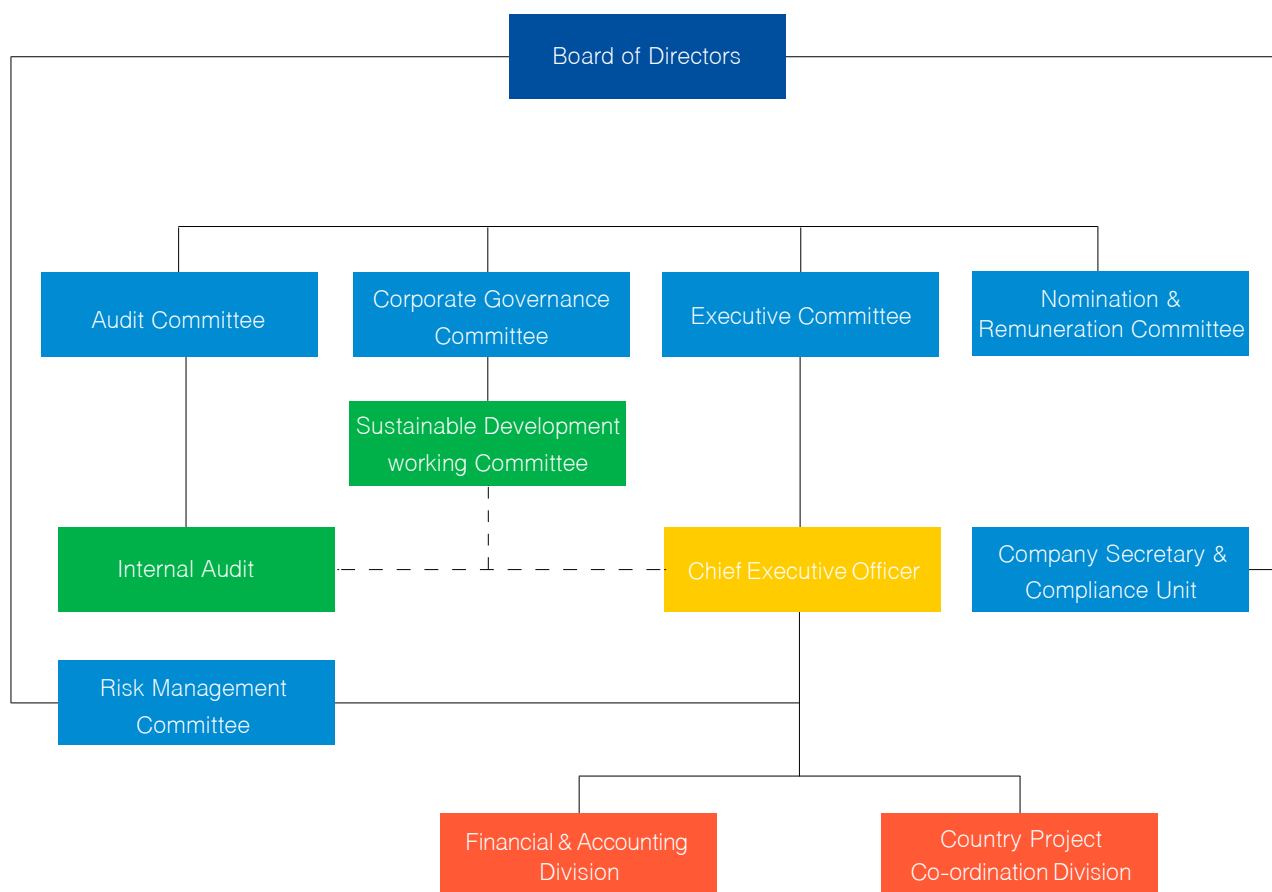 Board of Directors
Audit Committee
Corporate Governance
Committee
Executive Committee
Nomination &
Remuneration Committee
Sustainable Development
working Committee
Internal Audit
Chief Executive Officer
Company Secretary &
Compliance Unit
Risk Management
Committee
Financial & Accounting
Division
Country Project
Co-ordination Division